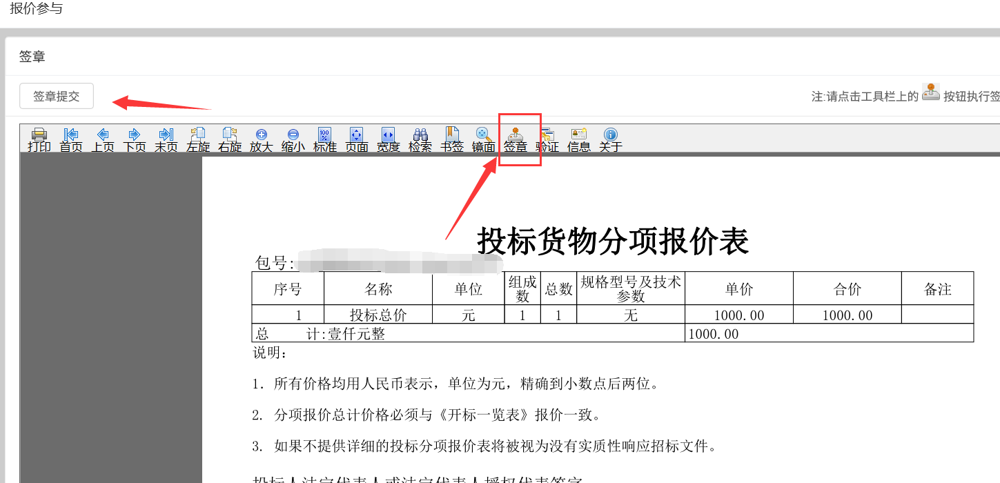 报价参与
签章
签章提交
注:请点击工具栏上的 按钮执行签
打印 首页 上页 下页 末页 左旋 右旋 放大 缩小 标准 页面 宽度 检索 书签 镜面 签章 验证 信息 关于
投标货物分项报价表
包号:
序号 名称 单位 组成数 总数 规格型号及技术参数 单价 合价 备注
1 投标总价 元 1 1 无 1000.00 1000.00
总 计:壹仟元整 1000.00
说明:
1. 所有价格均用人民币表示，单位为元，精确到小数点后两位。
2. 分项报价总计价格必须与《开标一览表》报价一致。
3. 如果不提供详细的投标分项报价表将被视为没有实质性响应招标文件。
投标人法定代表人或法定代表人授权代表签字